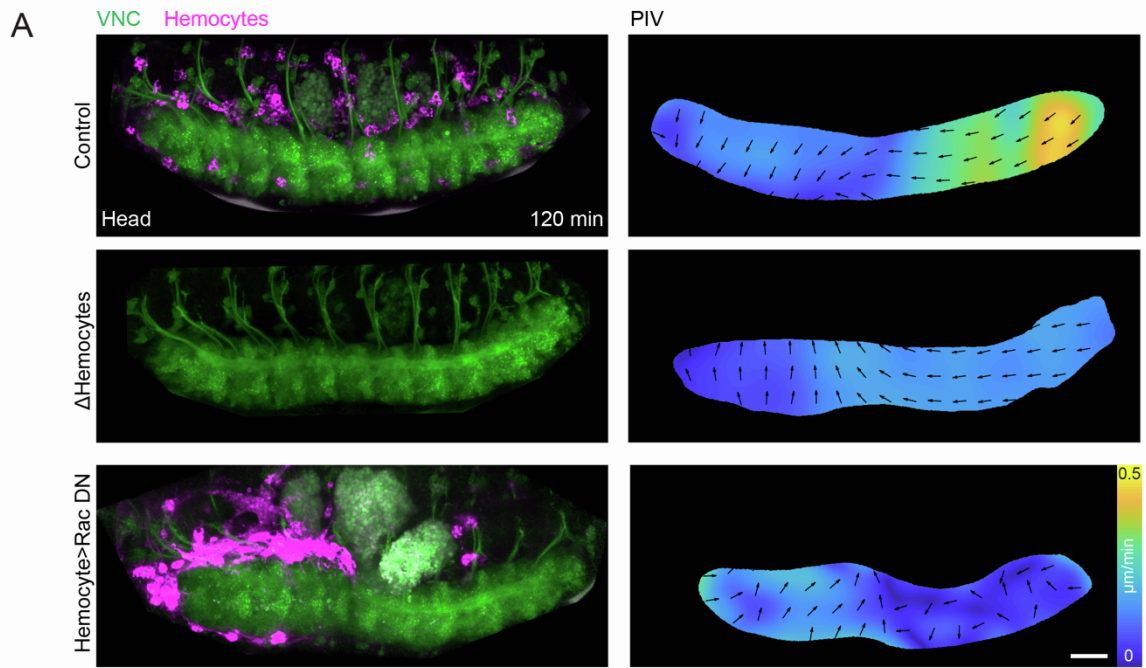 A
VNC Hemocytes
PIV
Control
Head
120 min
ΔHemocytes
Hemocyte>Rac DN
0.5
µm/min
0